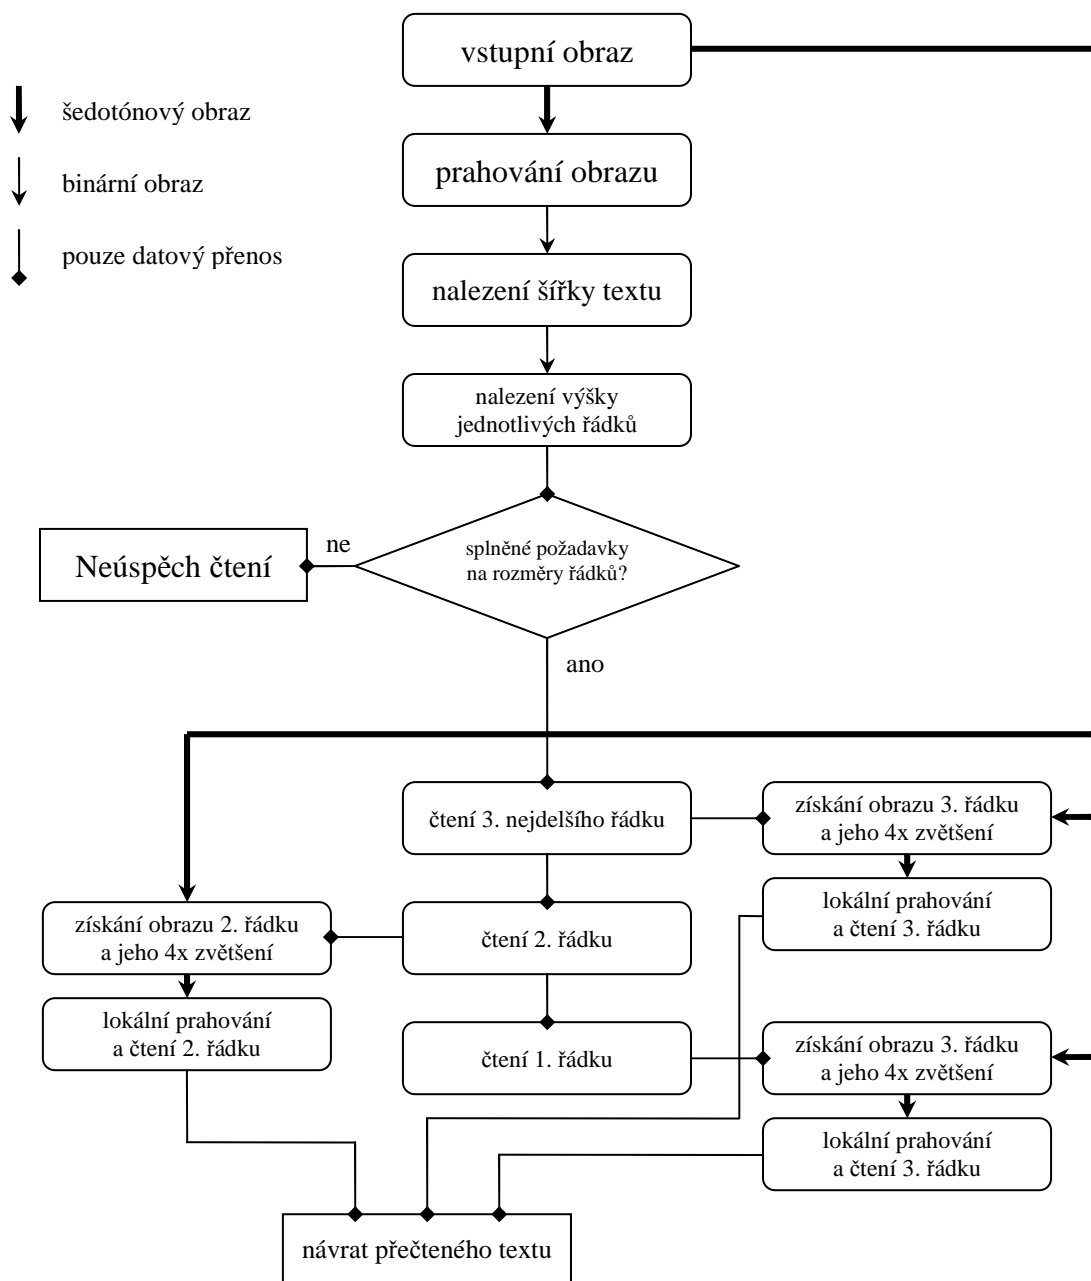 vstupní obraz
šedotónový obraz
binární obraz
pouze datový přenos
prahování obrazu
nalezení šířky textu
nalezení výšky
jednotlivých řádků
splněné požadavky
na rozměry řádků?
ne
Neúspěch čtení
ano
čtení 3. nejdelšího řádku
získání obrazu 3. řádku
a jeho 4x zvětšení
lokální prahování
a čtení 3. řádku
čtení 2. řádku
získání obrazu 2. řádku
a jeho 4x zvětšení
lokální prahování
a čtení 2. řádku
čtení 1. řádku
získání obrazu 3. řádku
a jeho 4x zvětšení
lokální prahování
a čtení 3. řádku
návrat přečteného textu